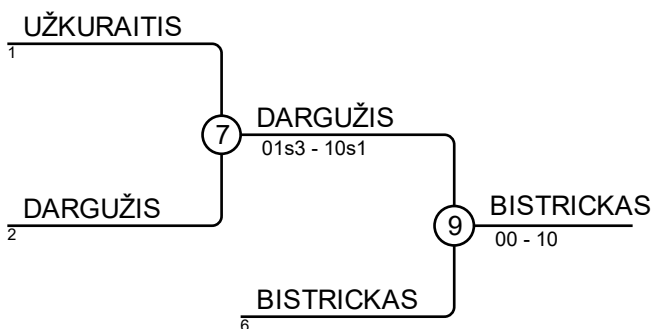 UŽKURAITIS
1
7
DARGUŽIS
01s3 - 10s1
DARGUŽIS
2
9
BISTRICKAS
00 - 10
BISTRICKAS
6